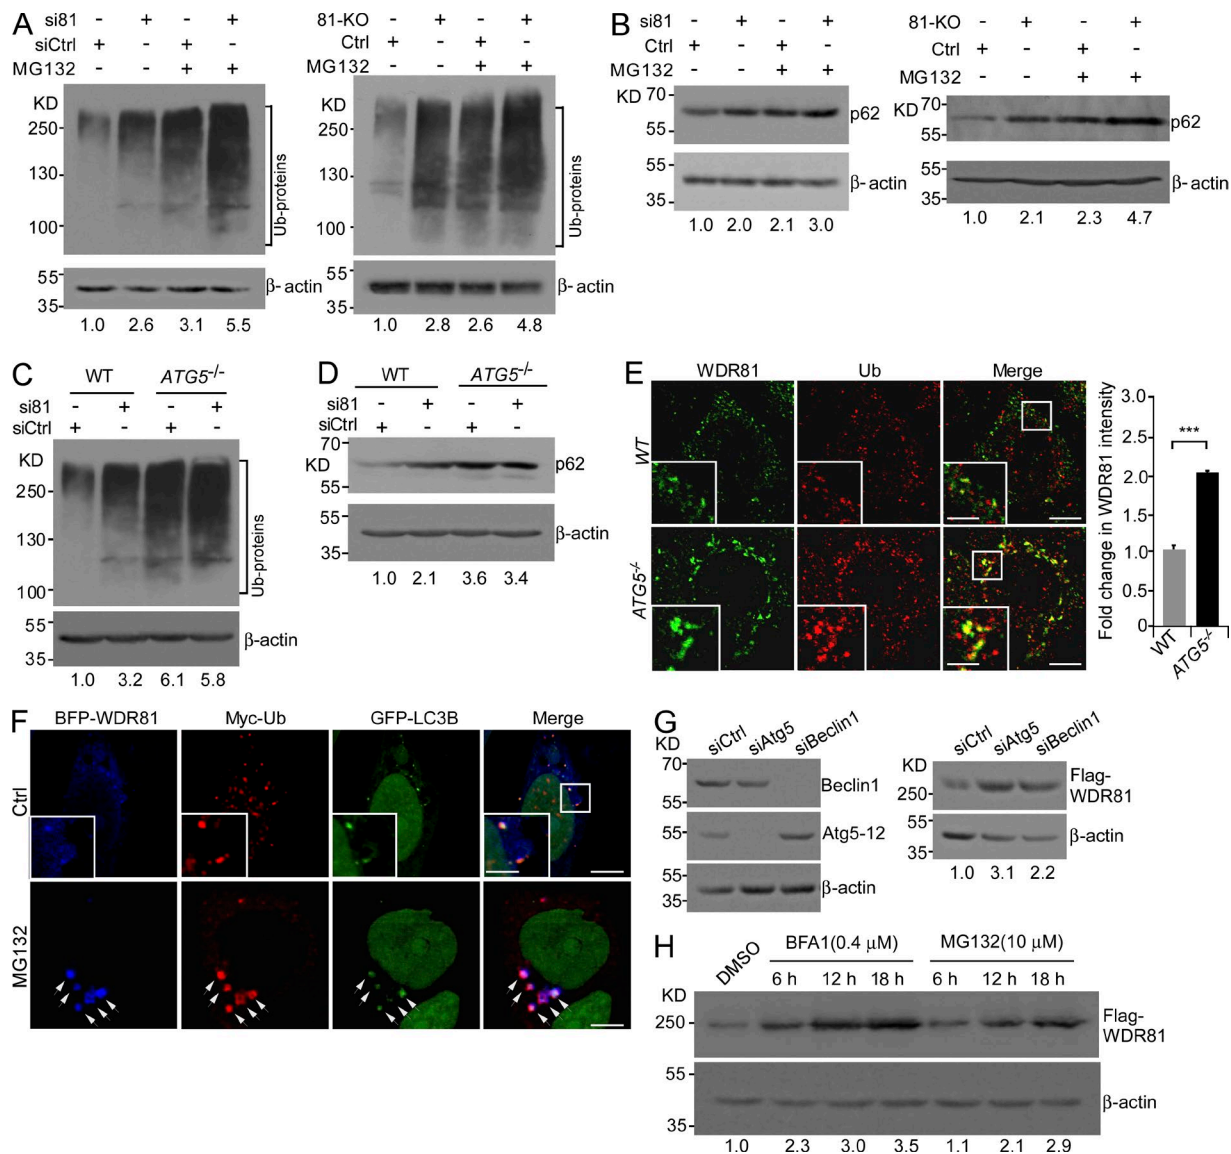 A
si81 - + - +
siCtrl + - + -
MG132 - - + +
KD
250
130
100
Ub-proteins
55
35
β- actin
1.0 2.6 3.1 5.5
81-KO - + - +
Ctrl + - + -
MG132 - - + +
Ub-proteins
55
35
β- actin
1.0 2.8 2.6 4.8
B
si81 - + - +
Ctrl + - + -
MG132 - - + +
KD 70
55
p62
55
35
β- actin
1.0 2.0 2.1 3.0
81-KO - + - +
Ctrl + - + -
MG132 - - + +
KD 70
55
p62
55
35
β- actin
1.0 2.1 2.3 4.7
C
WT ATG5-/-
si81 - + - +
siCtrl + - + -
KD
250
130
100
Ub-proteins
55
35
β-actin
1.0 3.2 6.1 5.8
D
WT ATG5-/-
si81 - + - +
siCtrl + - + -
70
KD
55
p62
55
35
β-actin
1.0 2.1 3.6 3.4
E
WDR81 Ub Merge
WT
ATG5-/-
Fold change in WDR81 intensity
3.0
2.5
2.0
1.5
1.0
0.5
0
***
WT ATG5-/-
F
BFP-WDR81 Myc-Ub GFP-LC3B Merge
Ctrl
MG132
G
KD
siCtrl siAtg5 siBeclin1
70
55
Beclin1
55
Atg5-12
55
35
β-actin
siCtrl siAtg5 siBeclin1
KD
250
Flag-
WDR81
55
35
β-actin
1.0 3.1 2.2
H
DMSO BFA1(0.4 μM) MG132(10 μM)
6 h 12 h 18 h 6 h 12 h 18 h
KD
250
Flag-
WDR81
55
35
β-actin
1.0 2.3 3.0 3.5 1.1 2.1 2.9